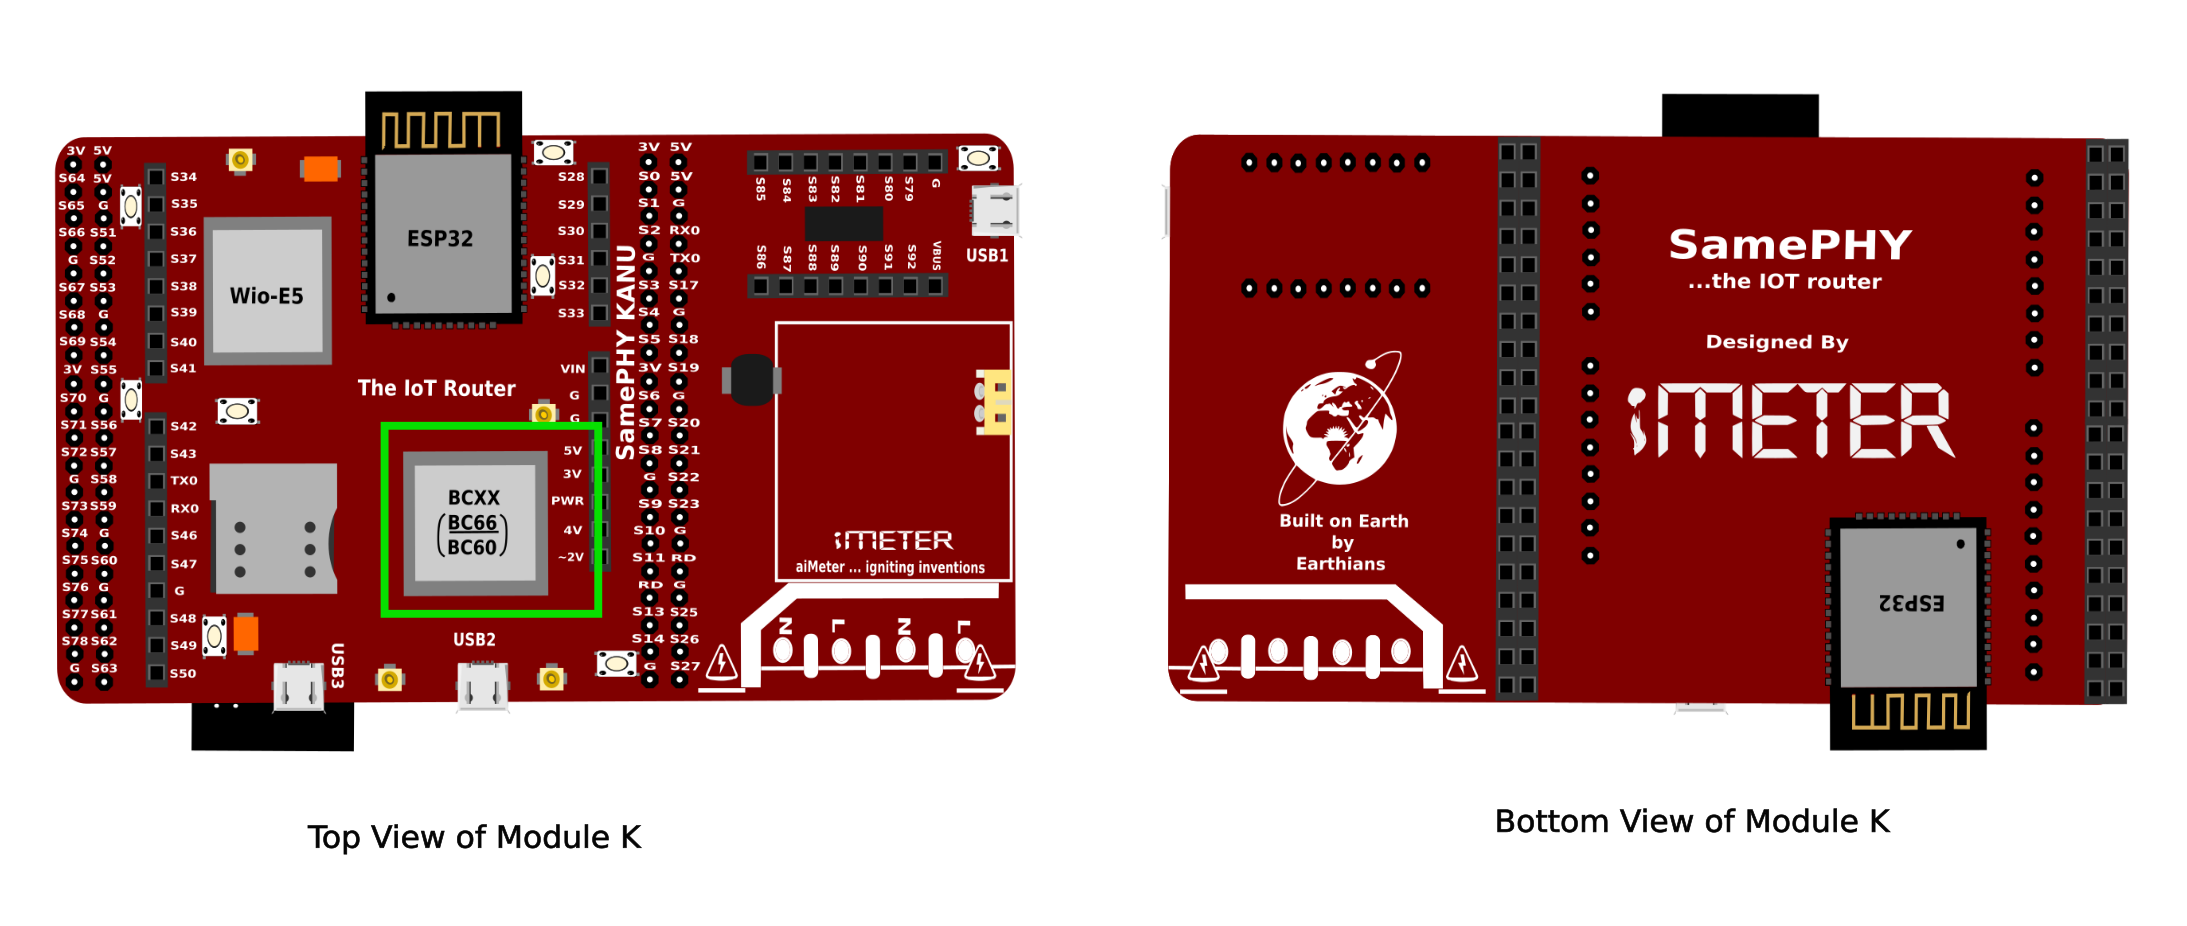 3V 5V
S64 5V
S65 G
S66 S51
G S52
S67 S53
S68 G
S69 S54
3V S55
S70 G
S71 S56
S72 S57
G S58
S73 S59
S74 G
S75 S60
S76 G
S77 S61
S78 S62
G S63
S34
S35
S36
S37
S38
S39
S40
S41
S42
S43
TX0
RX0
S46
S47
G
S48
S49
S50
Wio-E5
ESP32
The IoT Router
BCXX
(BC66
BC60)
USB3
USB2
S28
S29
S30
S31
S32
S33
VIN
G
G
5V
3V
PWR
4V
~2V
SamePHY KANU
3V 5V
S0 5V
S1 G
S2 RX0
G TX0
S3 S17
S4 G
S5 S18
3V S19
S6 G
S7 S20
S8 S21
G S22
S9 S23
S10 G
S11 RD
RD G
S13 S25
S14 S26
G S27
S85 S84 S83 S82 S81 S80 S79 G
S86 S87 S88 S89 S90 S91 S92 VBUS
USB1
iMETER
aiMeter ... igniting inventions
N L N L
Top View of Module K
SamePHY
...the IOT router
Designed By
iMETER
Built on Earth
by
Earthians
ESP32
Bottom View of Module K